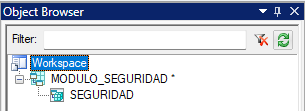 Object Browser
Filter:
Workspace
MODULO_SEGURIDAD *
SEGURIDAD